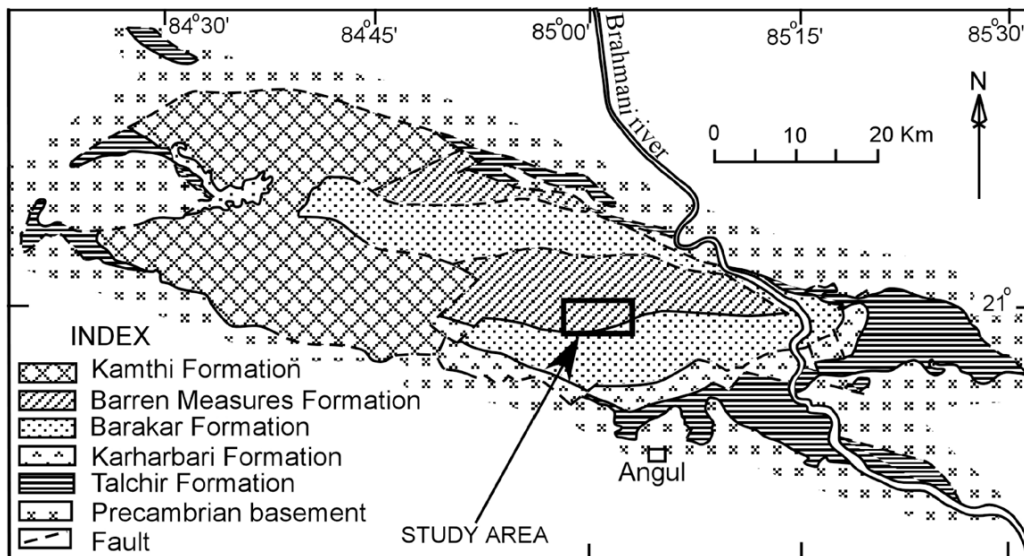 84°30'
84°45'
85°00'
85°15'
85°30'
Brahmani river
N
0 10 20 Km
21°
INDEX
Kamthi Formation
Barren Measures Formation
Barakar Formation
Karharbari Formation
Talchir Formation
Precambrian basement
Fault
Angul
STUDY AREA